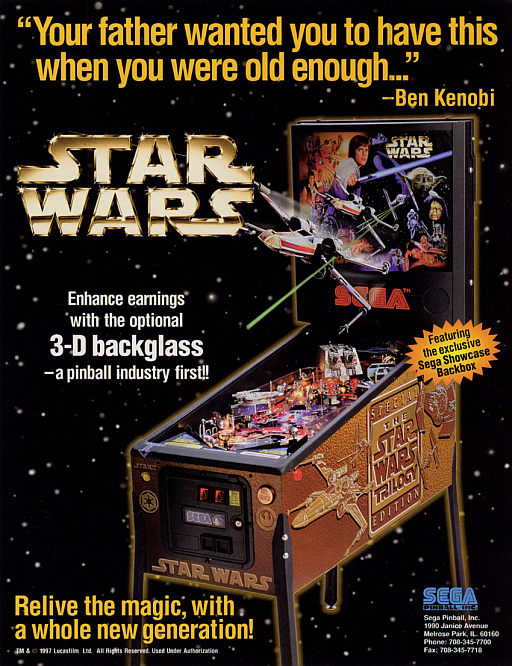 “Your father wanted you to have this
when you were old enough...”
–Ben Kenobi
STAR
WARS
STAR
WARS
SEGA™
Enhance earnings
with the optional
3-D backglass
–a pinball industry first!!
Featuring
the exclusive
Sega Showcase
Backbox
SPECIAL
THE
STAR
WARS
TRILOGY
EDITION
START
SEGA
STAR WARS
Relive the magic, with
a whole new generation!
TM & © 1997 Lucasfilm Ltd. All Rights Reserved. Used Under Authorization
SEGA
PINBALL, INC.
Sega Pinball, Inc.
1990 Janice Avenue
Melrose Park, IL. 60160
Phone: 708-345-7700
Fax: 708-345-7718